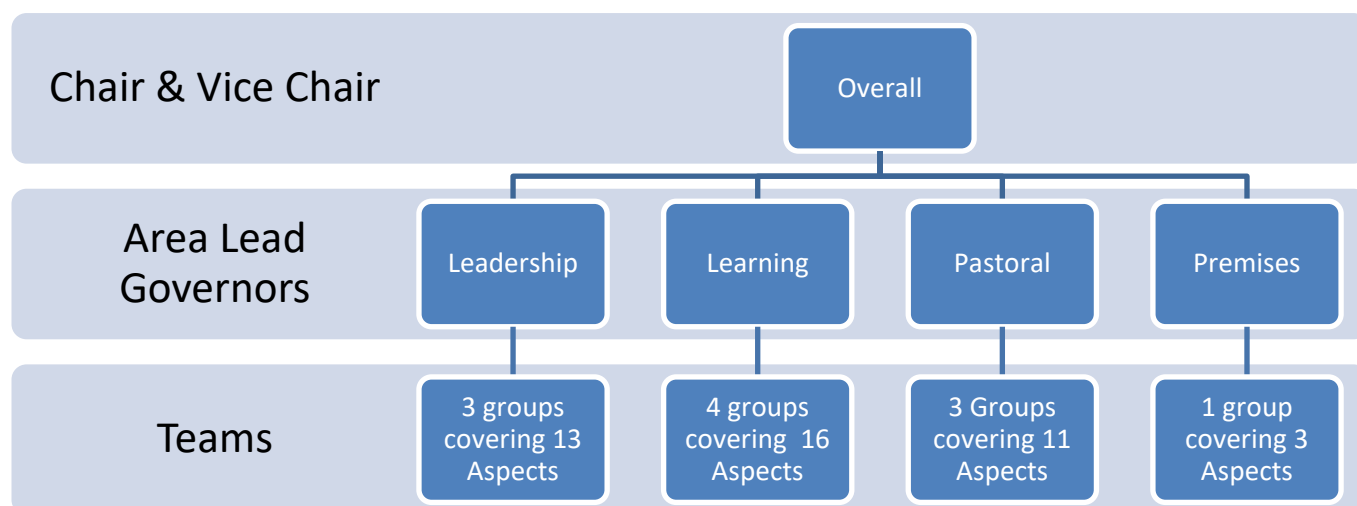 Chair & Vice Chair
Overall
Area Lead
Governors
Leadership
Learning
Pastoral
Premises
Teams
3 groups
covering 13
Aspects
4 groups
covering  16
Aspects
3 Groups
covering 11
Aspects
1 group
covering 3
Aspects